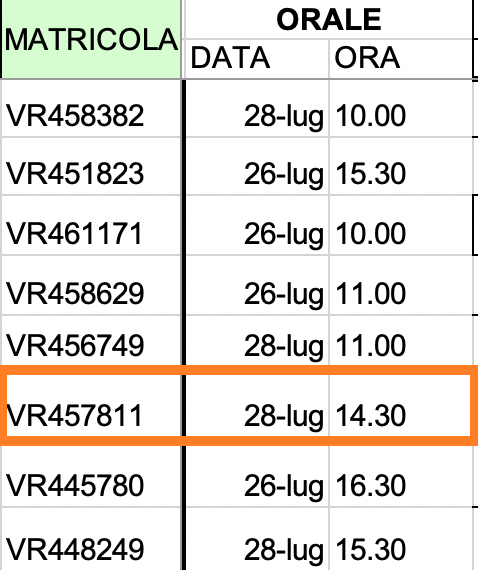 ORALE
MATRICOLA DATA ORA
VR458382 28-lug 10.00
VR451823 26-lug 15.30
VR461171 26-lug 10.00
VR458629 26-lug 11.00
VR456749 28-lug 11.00
VR457811 28-lug 14.30
VR445780 26-lug 16.30
VR448249 28-lug 15.30